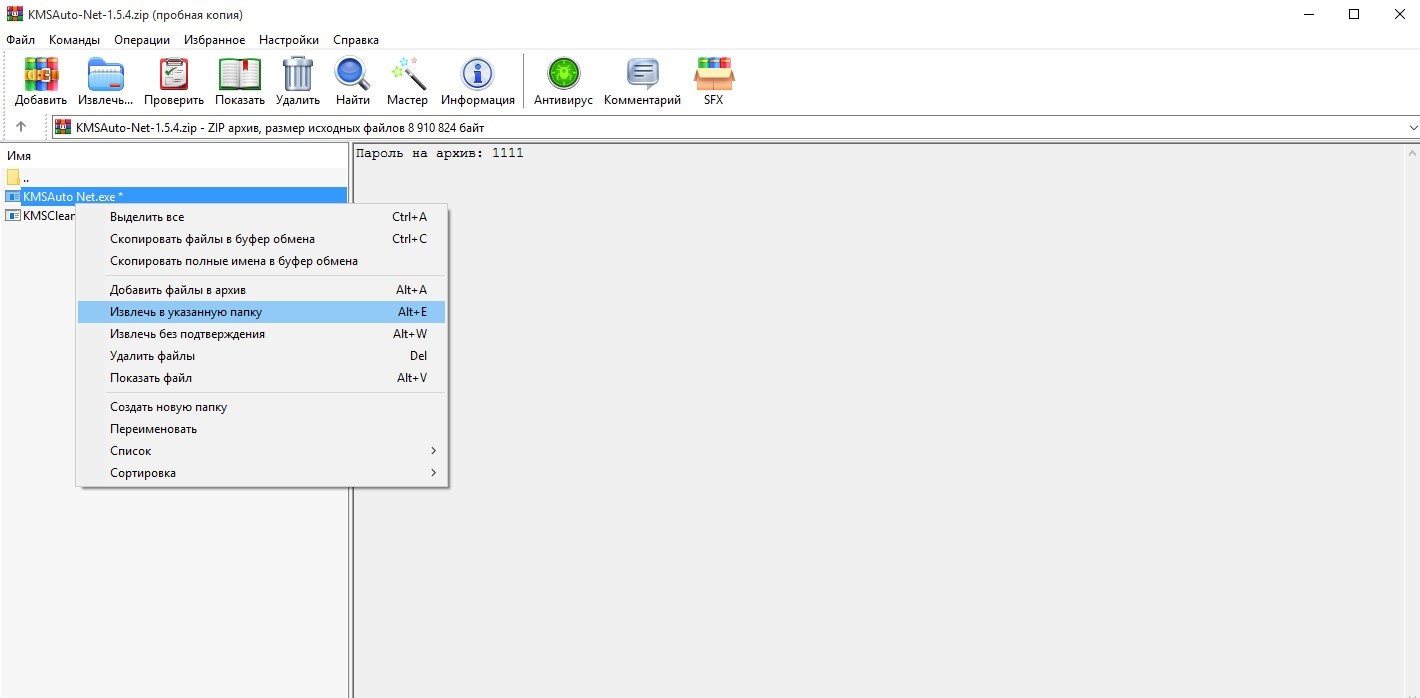 KMSAuto-Net-1.5.4.zip (пробная копия)
Файл Команды Операции Избранное Настройки Справка
Добавить Извлечь... Проверить Показать Удалить Найти Мастер Информация Антивирус Комментарий SFX
KMSAuto-Net-1.5.4.zip - ZIP архив, размер исходных файлов 8 910 824 байт
Имя
Пароль на архив: 1111
..
KMSAuto Net.exe *
KMSClean
Выделить все Ctrl+A
Скопировать файлы в буфер обмена Ctrl+C
Скопировать полные имена в буфер обмена
Добавить файлы в архив Alt+A
Извлечь в указанную папку Alt+E
Извлечь без подтверждения Alt+W
Удалить файлы Del
Показать файл Alt+V
Создать новую папку
Переименовать
Список
Сортировка